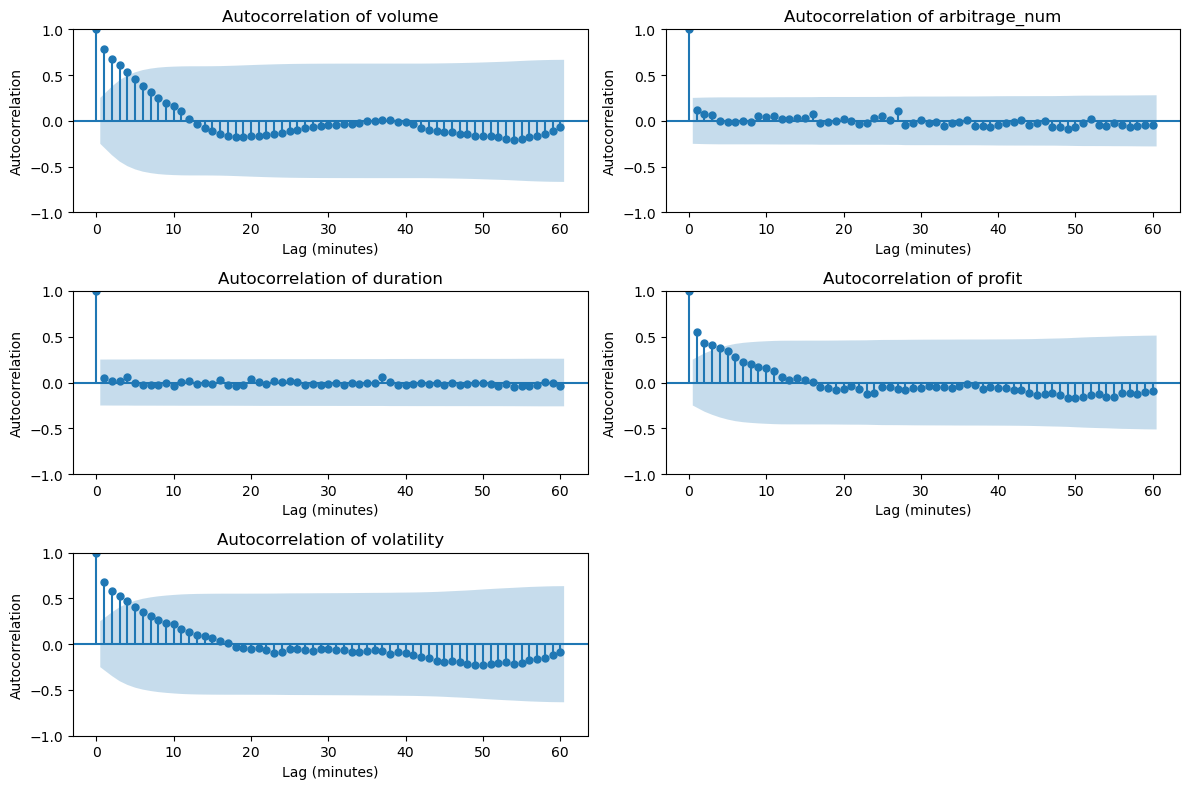 Autocorrelation of volume
Autocorrelation
1.0
0.5
0.0
−0.5
−1.0
0 10 20 30 40 50 60
Lag (minutes)
Autocorrelation of arbitrage_num
Autocorrelation
1.0
0.5
0.0
−0.5
−1.0
0 10 20 30 40 50 60
Lag (minutes)
Autocorrelation of duration
Autocorrelation
1.0
0.5
0.0
−0.5
−1.0
0 10 20 30 40 50 60
Lag (minutes)
Autocorrelation of profit
Autocorrelation
1.0
0.5
0.0
−0.5
−1.0
0 10 20 30 40 50 60
Lag (minutes)
Autocorrelation of volatility
Autocorrelation
1.0
0.5
0.0
−0.5
−1.0
0 10 20 30 40 50 60
Lag (minutes)